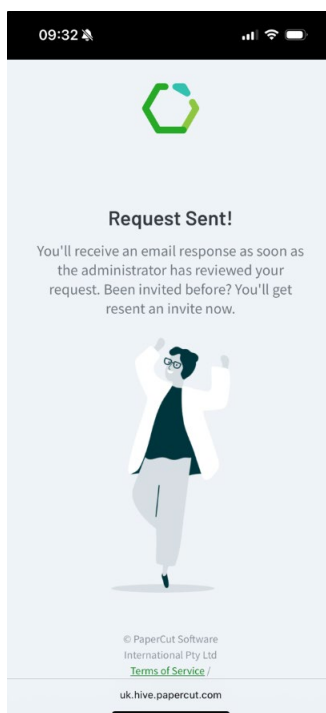 09:32
Request Sent!
You'll receive an email response as soon as
the administrator has reviewed your
request. Been invited before? You'll get
resent an invite now.
© PaperCut Software
International Pty Ltd
Terms of Service /
uk.hive.papercut.com